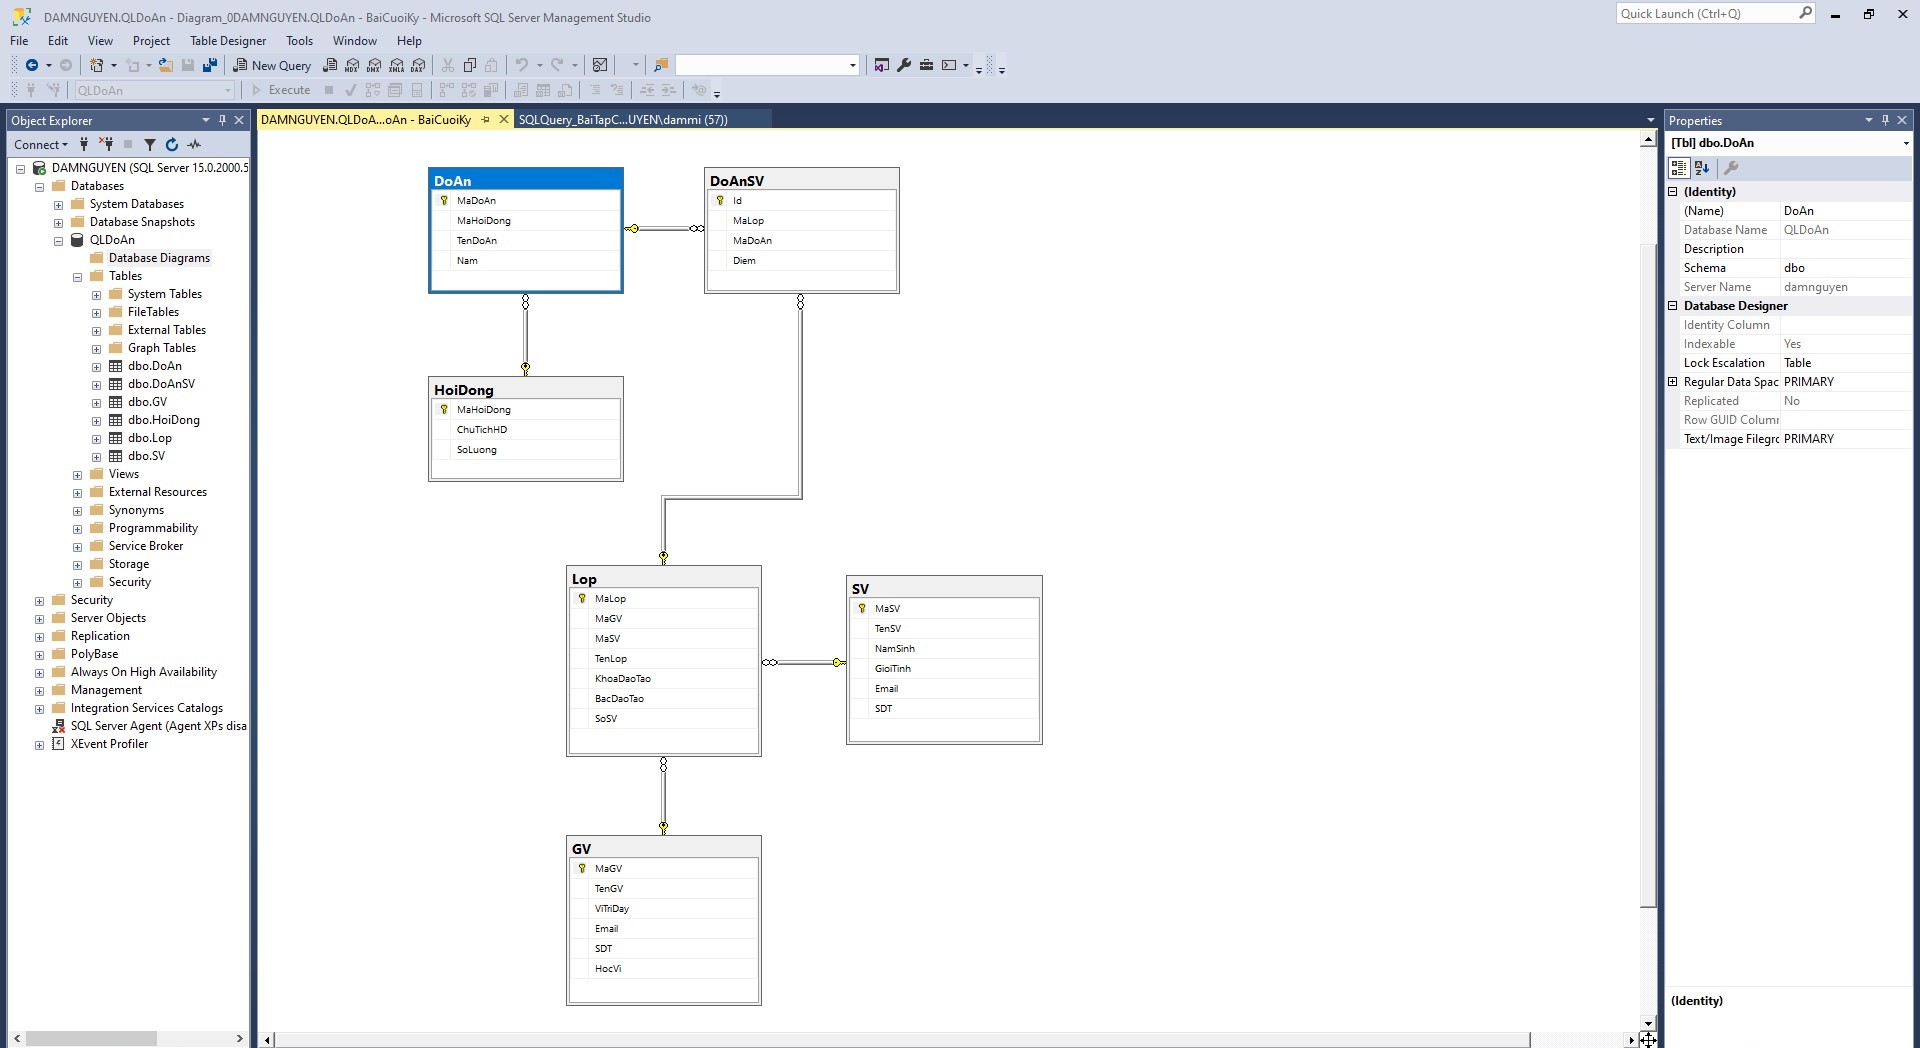 DAMNGUYEN.QLDoAn - Diagram_0DAMNGUYEN.QLDoAn - BaiCuoiKy - Microsoft SQL Server Management Studio
Quick Launch (Ctrl+Q)
File Edit View Project Table Designer Tools Window Help
New Query
MDX DMX XMLA DAX
QLDoAn
Execute
Object Explorer
Connect
DAMNGUYEN (SQL Server 15.0.2000.5
Databases
System Databases
Database Snapshots
QLDoAn
Database Diagrams
Tables
System Tables
FileTables
External Tables
Graph Tables
dbo.DoAn
dbo.DoAnSV
dbo.GV
dbo.HoiDong
dbo.Lop
dbo.SV
Views
External Resources
Synonyms
Programmability
Service Broker
Storage
Security
Security
Server Objects
Replication
PolyBase
Always On High Availability
Management
Integration Services Catalogs
SQL Server Agent (Agent XPs disa
XEvent Profiler
DAMNGUYEN.QLDoA...oAn - BaiCuoiKy
SQLQuery_BaiTapC...UYEN\dammi (57))
DoAn
MaDoAn
MaHoiDong
TenDoAn
Nam
DoAnSV
Id
MaLop
MaDoAn
Diem
HoiDong
MaHoiDong
ChuTichHD
SoLuong
Lop
MaLop
MaGV
MaSV
TenLop
KhoaDaoTao
BacDaoTao
SoSV
SV
MaSV
TenSV
NamSinh
GioiTinh
Email
SDT
GV
MaGV
TenGV
ViTriDay
Email
SDT
HocVi
Properties
[Tbl] dbo.DoAn
(Identity)
(Name) DoAn
Database Name QLDoAn
Description
Schema dbo
Server Name damnguyen
Database Designer
Identity Column
Indexable Yes
Lock Escalation Table
Regular Data Spac PRIMARY
Replicated No
Row GUID Column
Text/Image Filegro PRIMARY
(Identity)